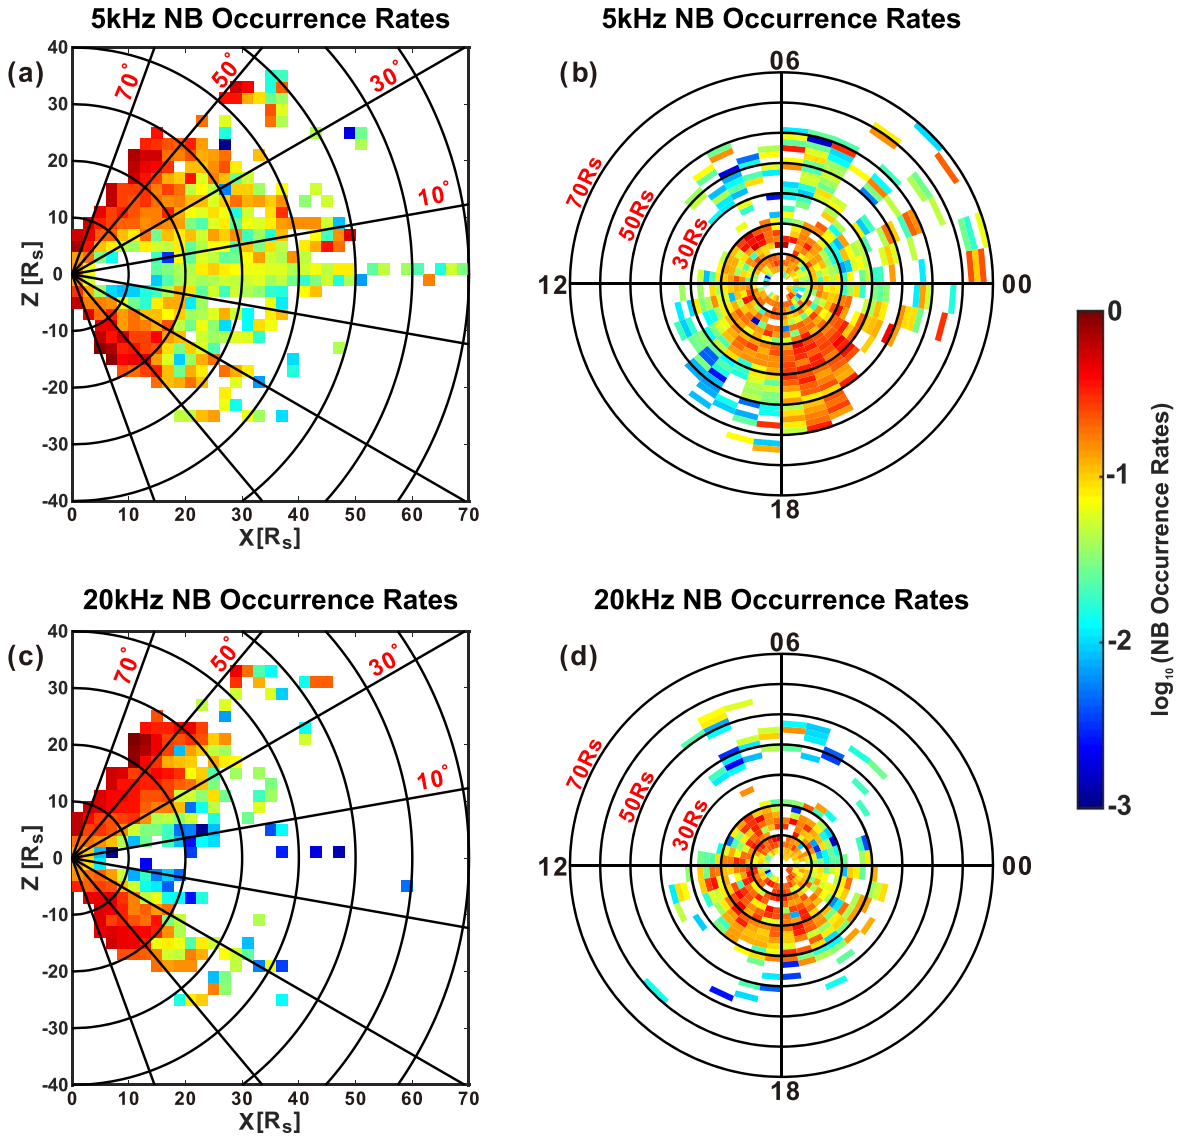 5kHz NB Occurrence Rates
(a)
40
30
20
10
0
-10
-20
-30
-40
Z [Rs]
70°
50°
30°
10°
0 10 20 30 40 50 60 70
X[Rs]
5kHz NB Occurrence Rates
(b)
06
12
00
18
70Rs
50Rs
30Rs
20kHz NB Occurrence Rates
(c)
40
30
20
10
0
-10
-20
-30
-40
Z [Rs]
70°
50°
30°
10°
0 10 20 30 40 50 60 70
X[Rs]
20kHz NB Occurrence Rates
(d)
06
12
00
18
70Rs
50Rs
30Rs
0
-1
-2
-3
log10 (NB Occurrence Rates)